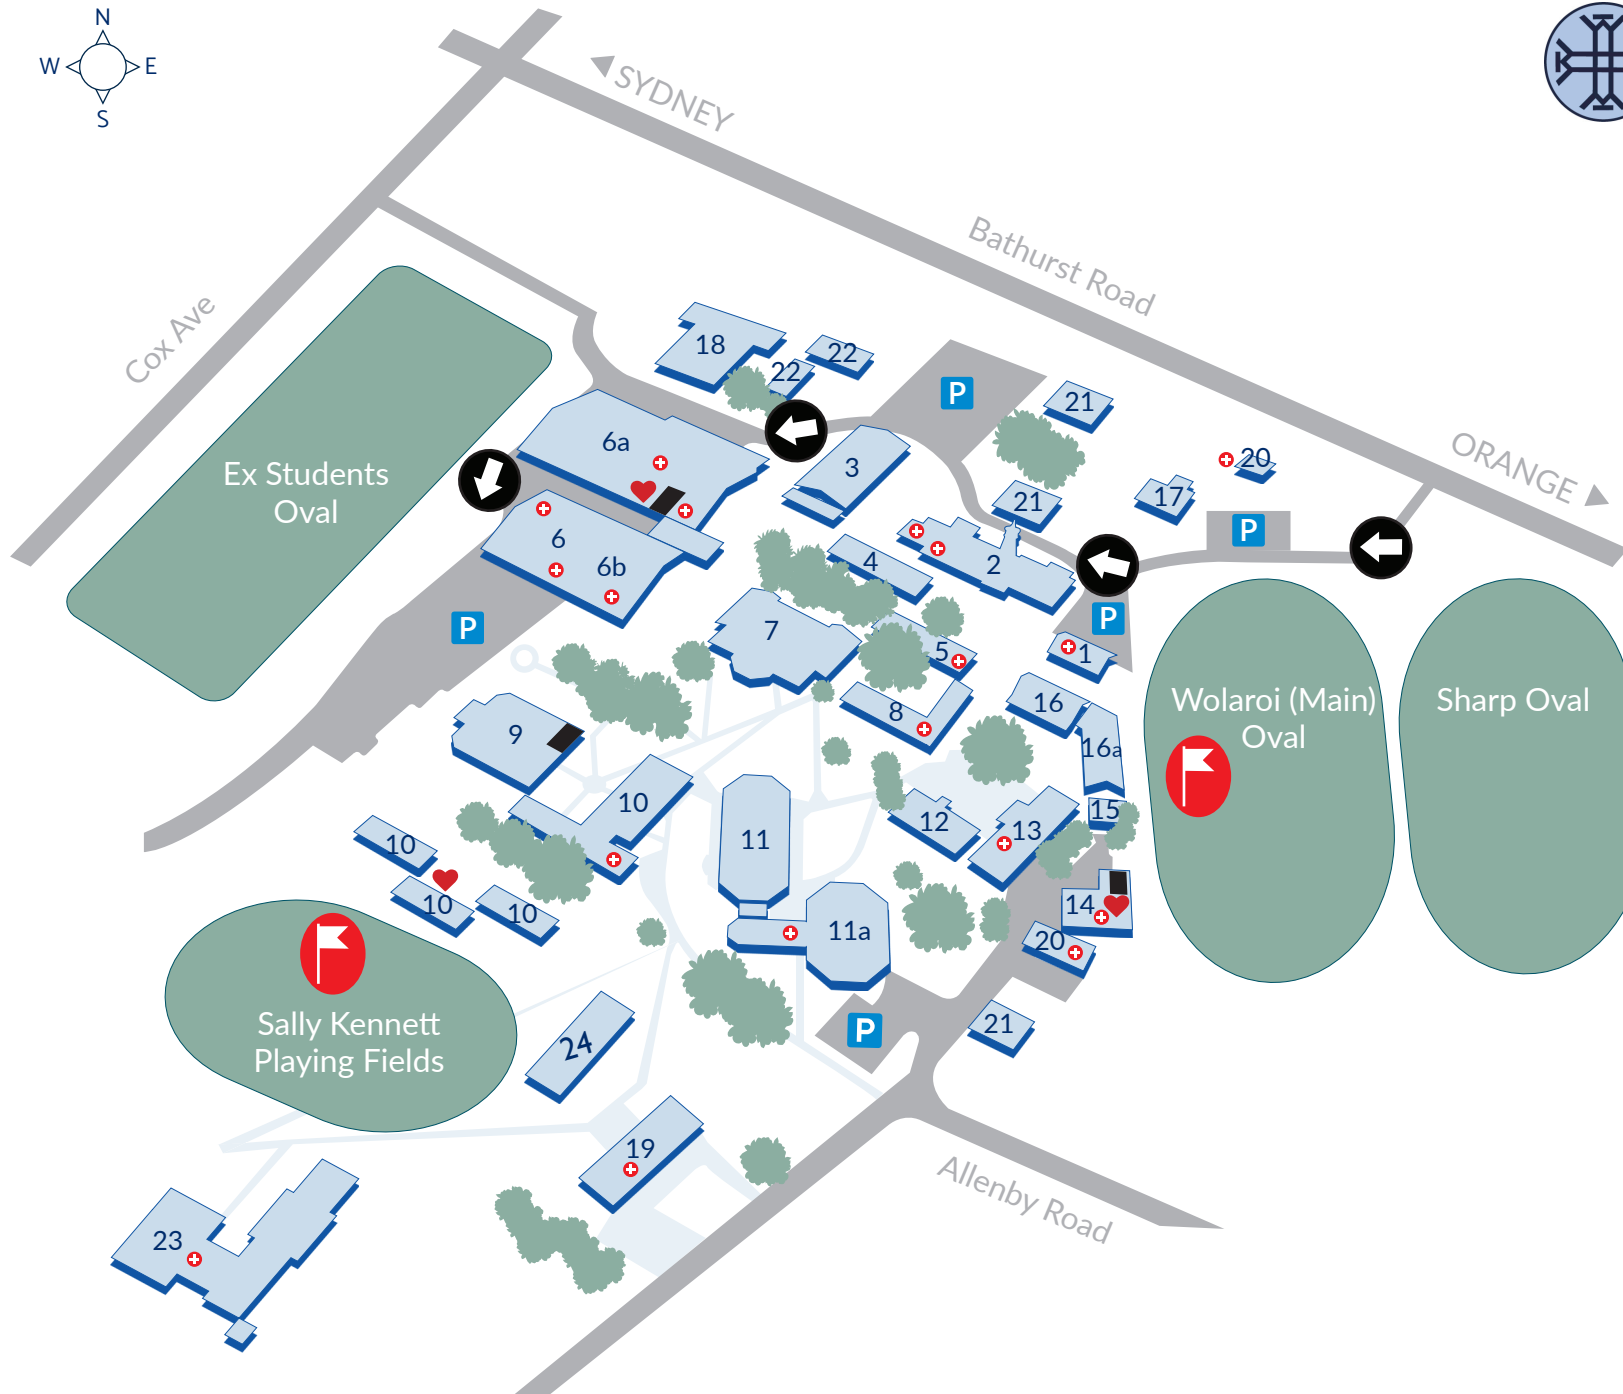 N
W E
S
SYDNEY
Bathurst Road
Cox Ave
ORANGE
18
22
22
P
21
6a
3
20
17
21
P
Ex Students
Oval
6
6b
4
2
P
P
7
5
1
8
16
16a
Wolaroi (Main)
Oval
Sharp Oval
9
10
11
12
13
15
10
10
10
11a
14
20
Sally Kennett
Playing Fields
24
P
21
19
Allenby Road
23